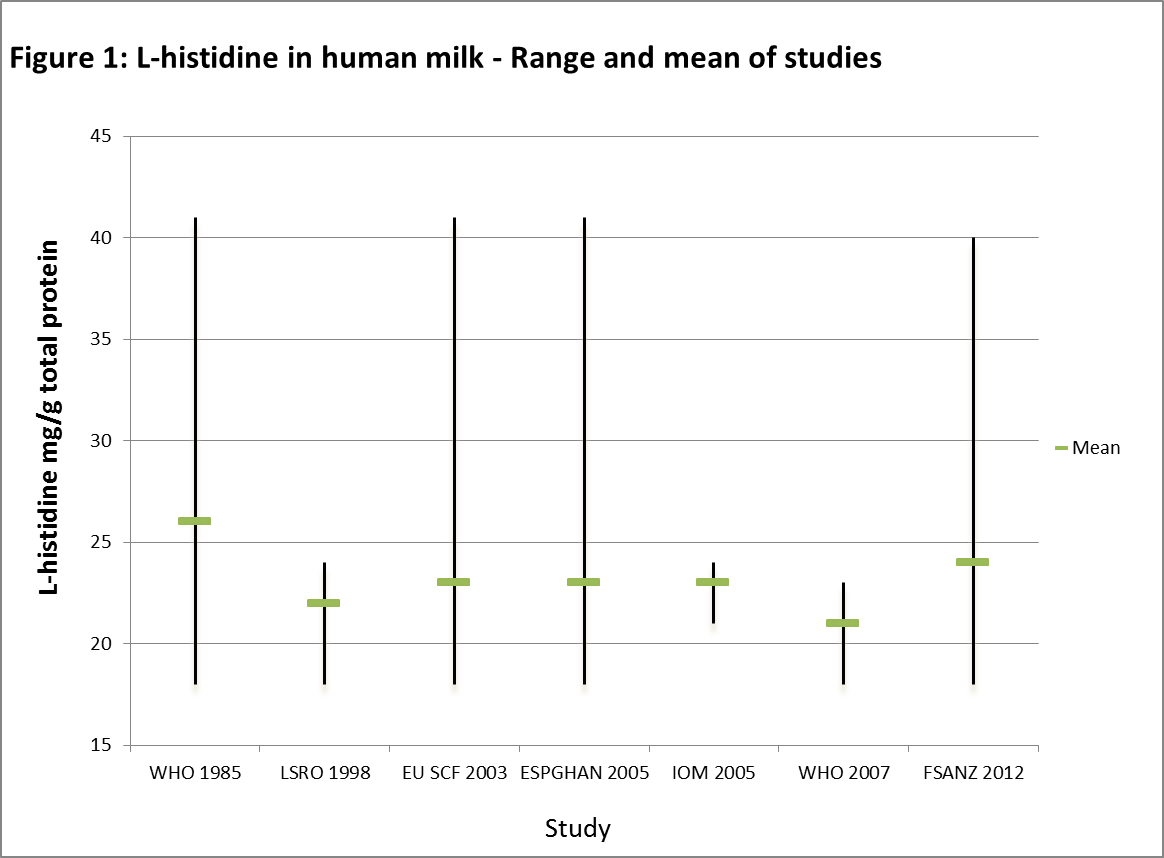 Figure 1: L-histidine in human milk - Range and mean of studies
45
40
35
30
25
20
15
L-histidine mg/g total protein
Mean
WHO 1985
LSRO 1998
EU SCF 2003
ESPGHAN 2005
IOM 2005
WHO 2007
FSANZ 2012
Study